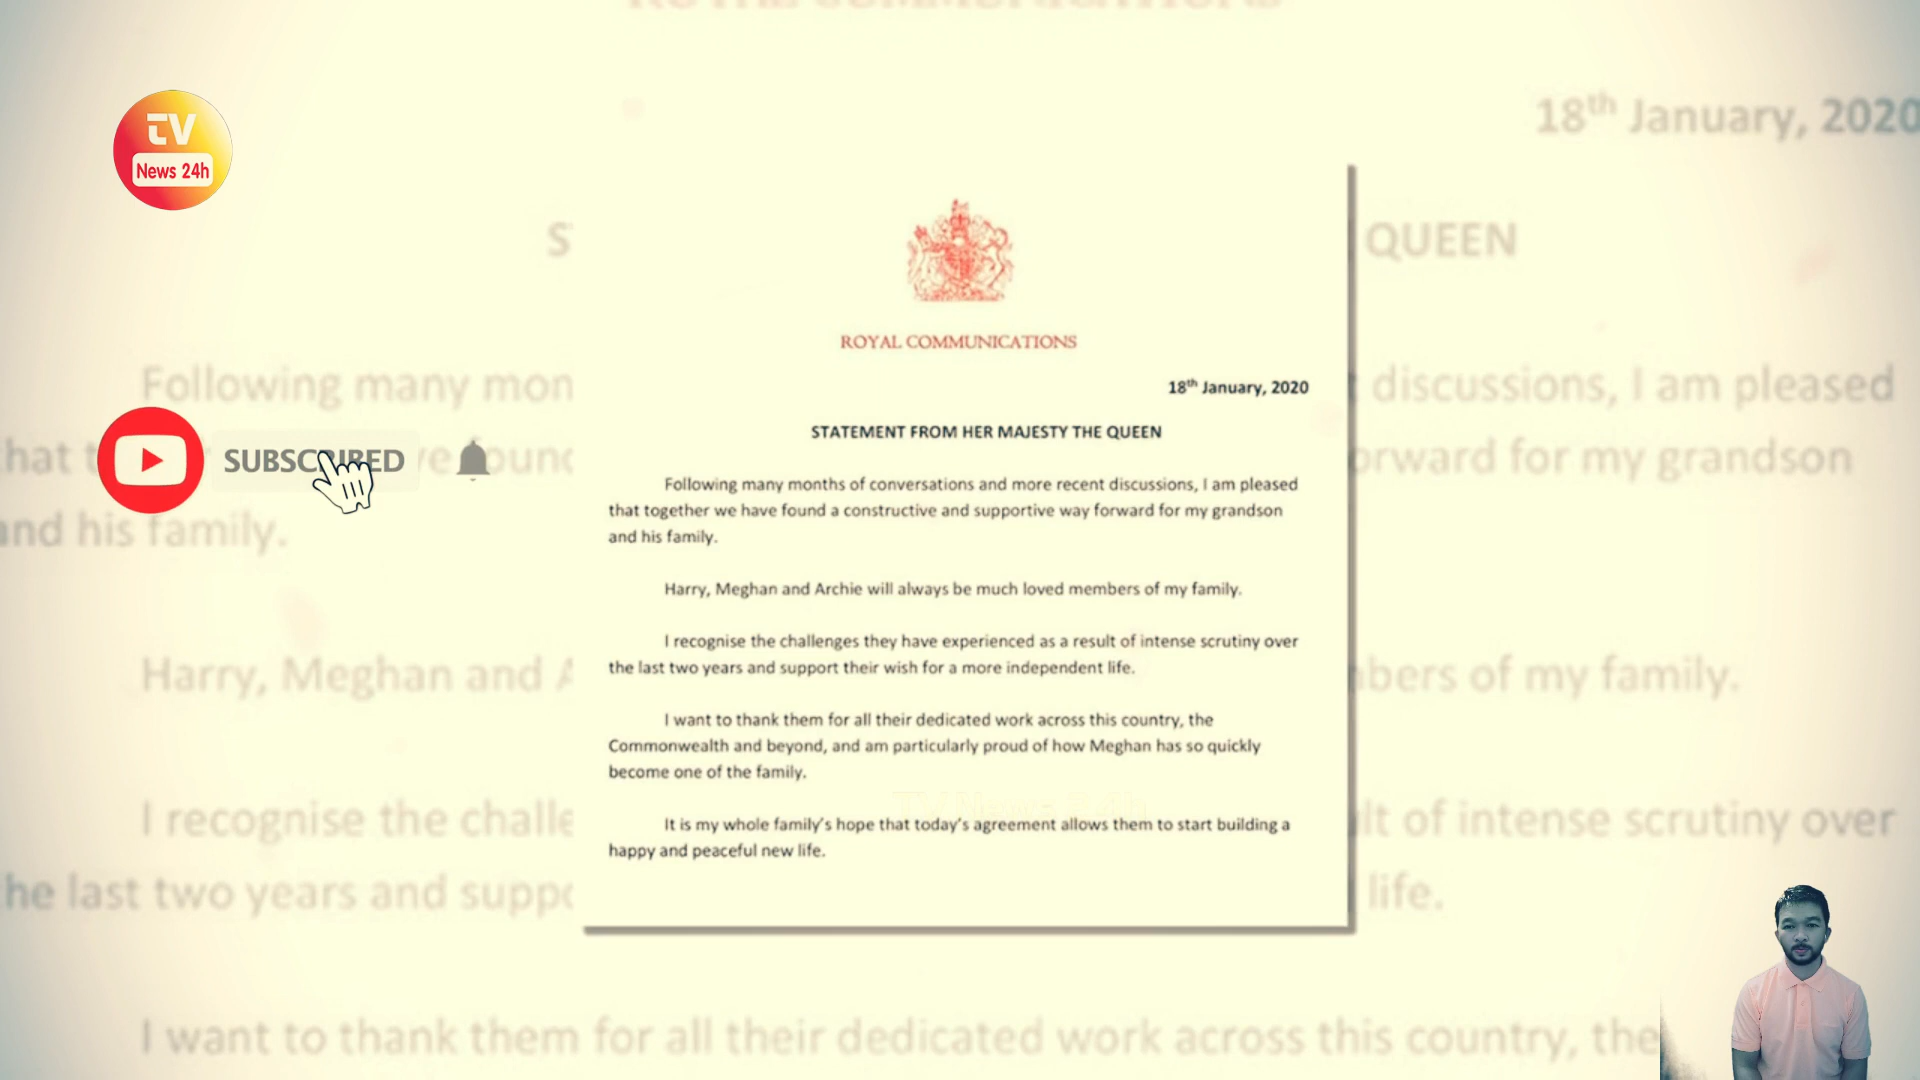 ROYAL COMMUNICATIONS
18th January, 2020
TV
News 24h
S
QUEEN
ROYAL COMMUNICATIONS
18th January, 2020
STATEMENT FROM HER MAJESTY THE QUEEN
Following many months of conversations and more recent discussions, I am pleased
that together we have found a constructive and supportive way forward for my grandson
and his family.
Harry, Meghan and Archie will always be much loved members of my family.
I recognise the challenges they have experienced as a result of intense scrutiny over
the last two years and support their wish for a more independent life.
I want to thank them for all their dedicated work across this country, the
Commonwealth and beyond, and am particularly proud of how Meghan has so quickly
become one of the family.
TV News 24h
It is my whole family's hope that today's agreement allows them to start building a
happy and peaceful new life.
SUBSCRIBED
Following many mon discussions, I am pleased
hat orward for my grandson
and his family.
Harry, Meghan and A bers of my family.
I recognise the challe lt of intense scrutiny over
he last two years and suppo life.
I want to thank them for all their dedicated work across this country, the